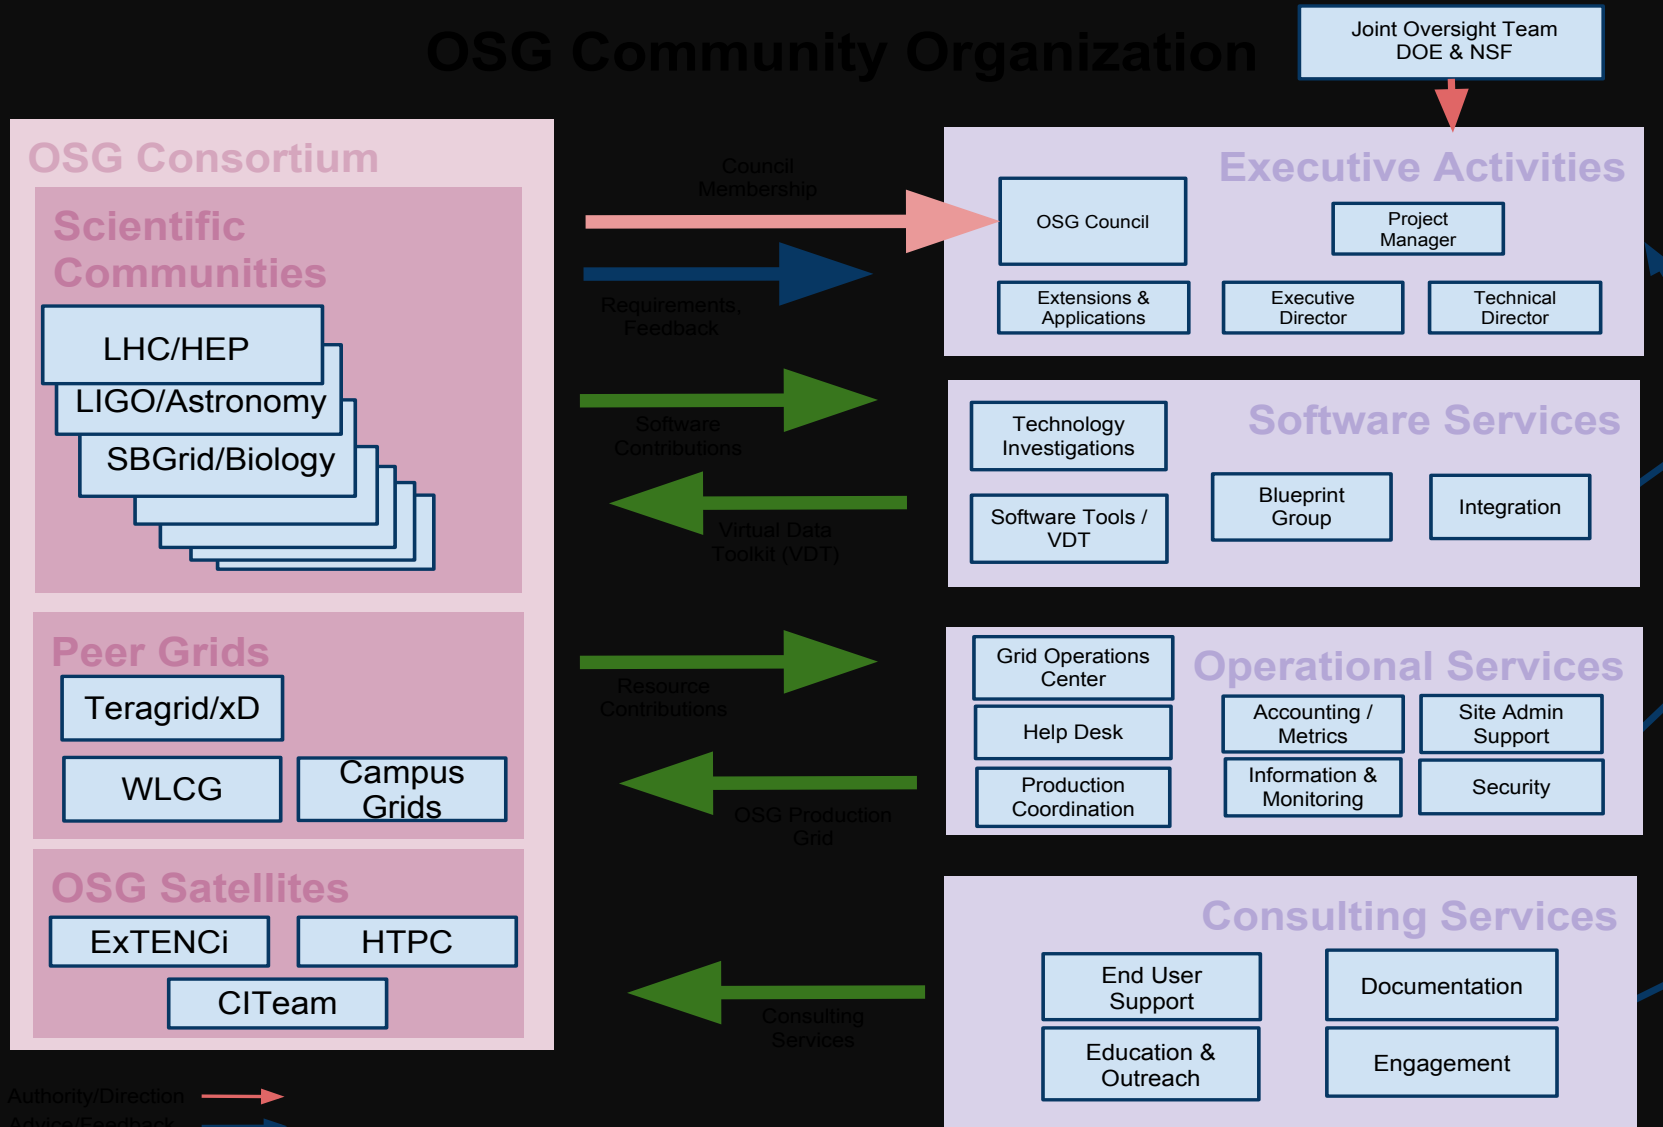 OSG Community Organization
Joint Oversight Team
DOE & NSF
OSG Consortium
Scientific
Communities
LHC/HEP
LIGO/Astronomy
SBGrid/Biology
Peer Grids
Teragrid/xD
WLCG
Campus
Grids
OSG Satellites
ExTENCi
HTPC
CITeam
Council
Membership
Requirements,
Feedback
Software
Contributions
Virtual Data
Toolkit (VDT)
Resource
Contributions
OSG Production
Grid
Consulting
Services
Executive Activities
OSG Council
Project
Manager
Extensions &
Applications
Executive
Director
Technical
Director
Software Services
Technology
Investigations
Software Tools /
VDT
Blueprint
Group
Integration
Operational Services
Grid Operations
Center
Help Desk
Production
Coordination
Accounting /
Metrics
Information &
Monitoring
Site Admin
Support
Security
Consulting Services
End User
Support
Documentation
Education &
Outreach
Engagement
Authority/Direction
Advice/Feedback